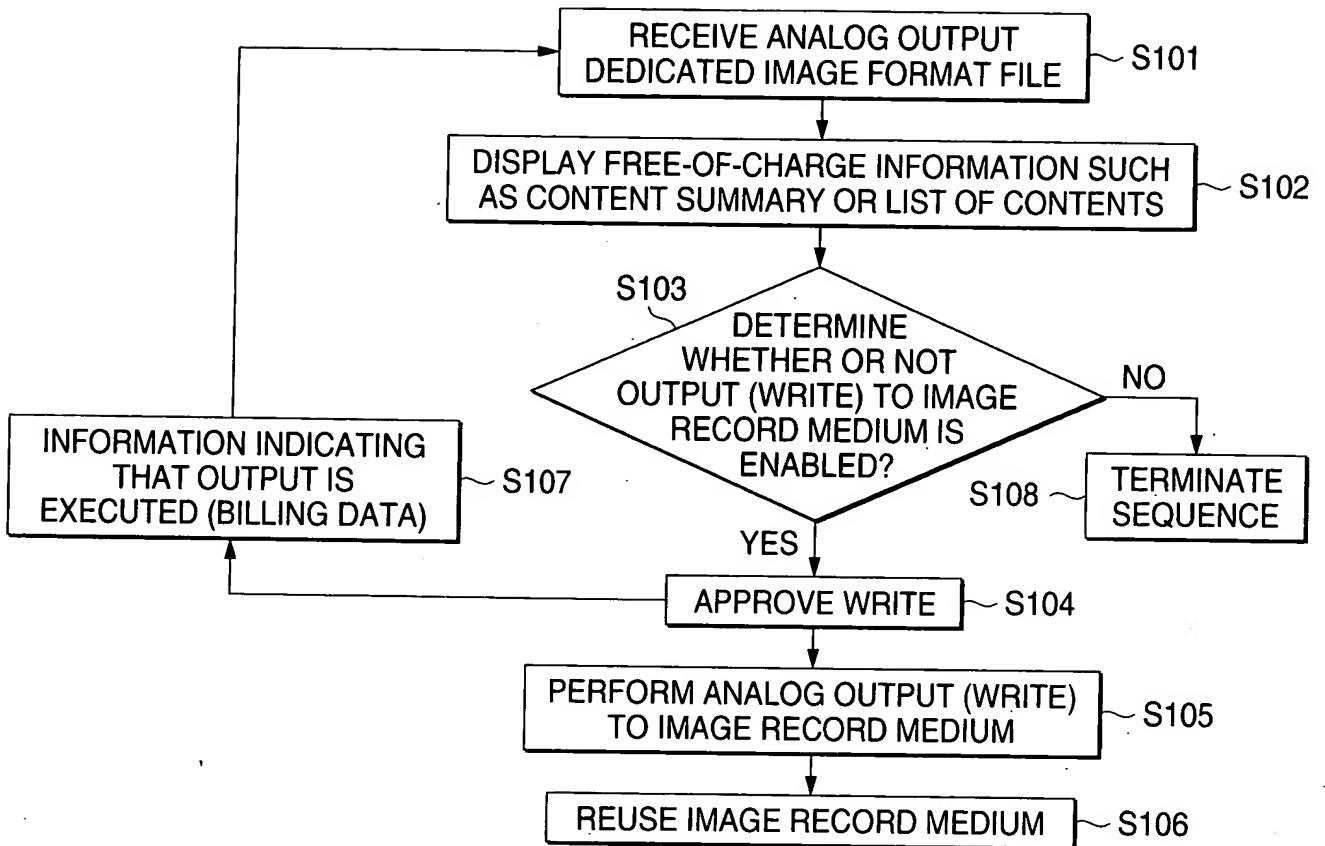 RECEIVE ANALOG OUTPUT
DEDICATED IMAGE FORMAT FILE
S101
DISPLAY FREE-OF-CHARGE INFORMATION SUCH
AS CONTENT SUMMARY OR LIST OF CONTENTS
S102
S103
DETERMINE
WHETHER OR NOT
OUTPUT (WRITE) TO IMAGE
RECORD MEDIUM IS
ENABLED?
NO
INFORMATION INDICATING
THAT OUTPUT IS
EXECUTED (BILLING DATA)
S107
S108
TERMINATE
SEQUENCE
YES
APPROVE WRITE
S104
PERFORM ANALOG OUTPUT (WRITE)
TO IMAGE RECORD MEDIUM
S105
REUSE IMAGE RECORD MEDIUM
S106